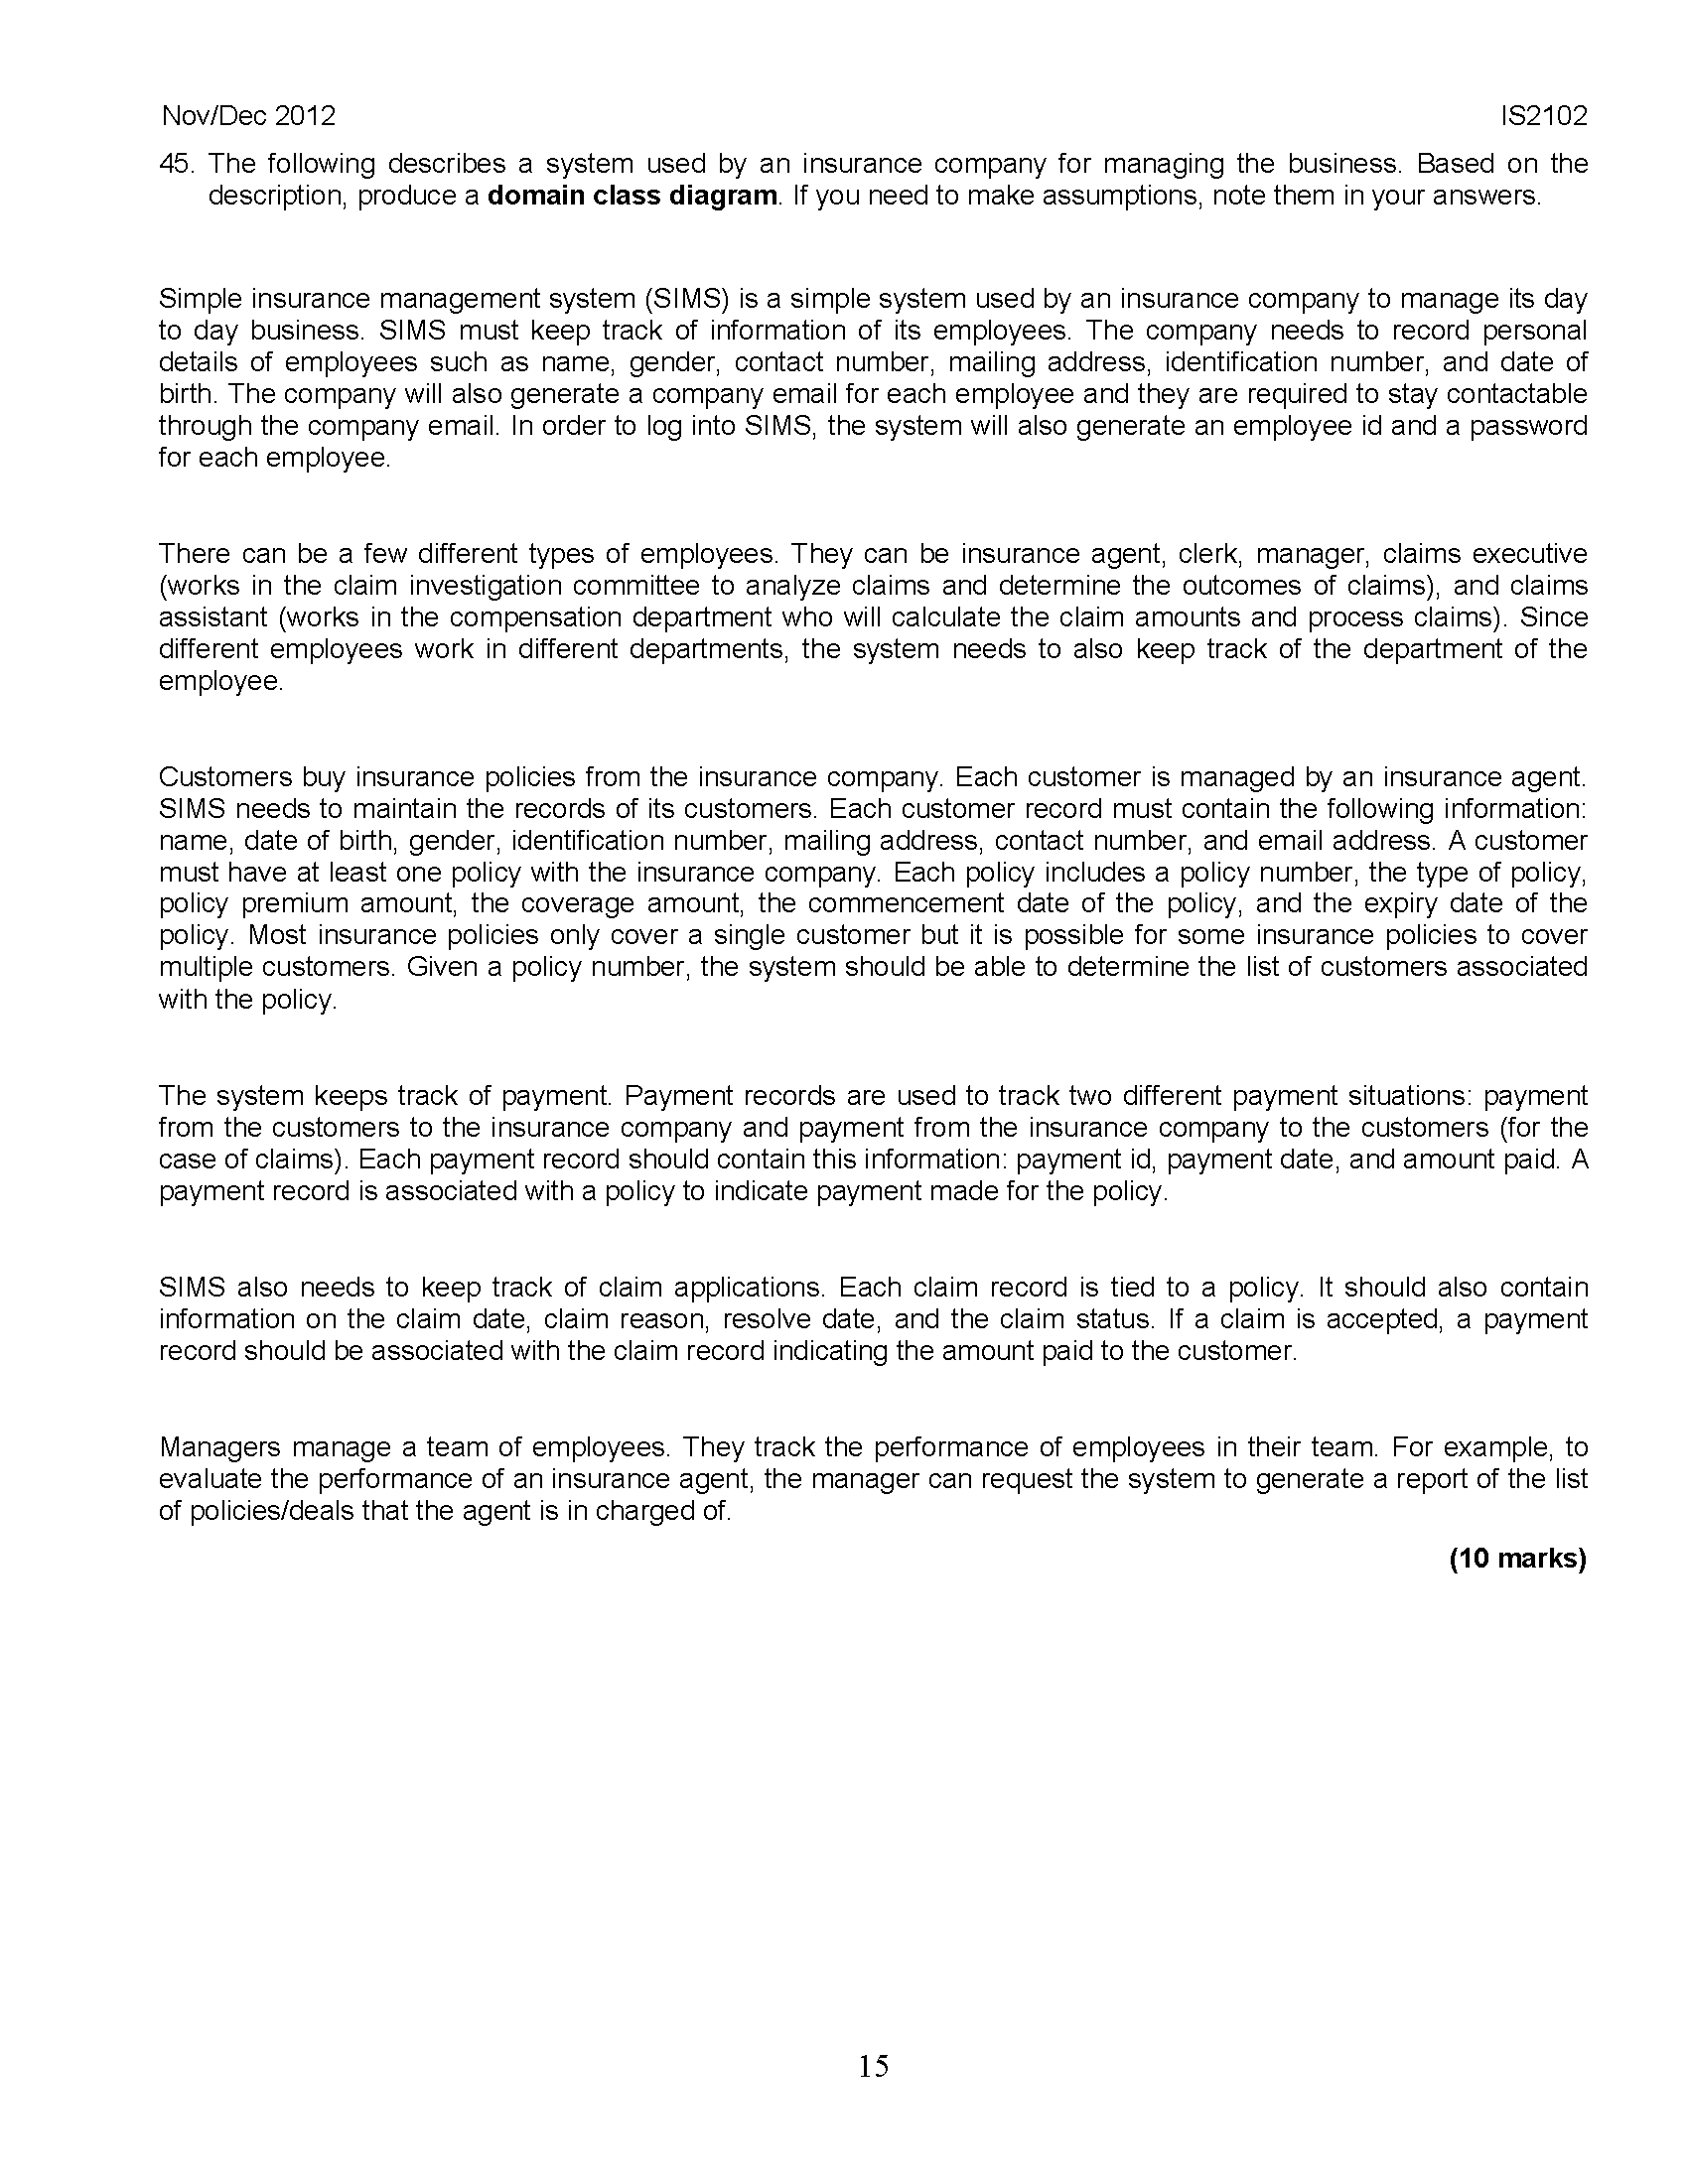 Nov/Dec 2012 IS2102
45. The following describes a system used by an insurance company for managing the business. Based on the
description, produce a domain class diagram. If you need to make assumptions, note them in your answers.
Simple insurance management system (SIMS) is a simple system used by an insurance company to manage its day
to day business. SIMS must keep track of information of its employees. The company needs to record personal
details of employees such as name, gender, contact number, mailing address, identification number, and date of
birth. The company will also generate a company email for each employee and they are required to stay contactable
through the company email. In order to log into SIMS, the system will also generate an employee id and a password
for each employee.
There can be a few different types of employees. They can be insurance agent, clerk, manager, claims executive
(works in the claim investigation committee to analyze claims and determine the outcomes of claims), and claims
assistant (works in the compensation department who will calculate the claim amounts and process claims). Since
different employees work in different departments, the system needs to also keep track of the department of the
employee.
Customers buy insurance policies from the insurance company. Each customer is managed by an insurance agent.
SIMS needs to maintain the records of its customers. Each customer record must contain the following information:
name, date of birth, gender, identification number, mailing address, contact number, and email address. A customer
must have at least one policy with the insurance company. Each policy includes a policy number, the type of policy,
policy premium amount, the coverage amount, the commencement date of the policy, and the expiry date of the
policy. Most insurance policies only cover a single customer but it is possible for some insurance policies to cover
multiple customers. Given a policy number, the system should be able to determine the list of customers associated
with the policy.
The system keeps track of payment. Payment records are used to track two different payment situations: payment
from the customers to the insurance company and payment from the insurance company to the customers (for the
case of claims). Each payment record should contain this information: payment id, payment date, and amount paid. A
payment record is associated with a policy to indicate payment made for the policy.
SIMS also needs to keep track of claim applications. Each claim record is tied to a policy. It should also contain
information on the claim date, claim reason, resolve date, and the claim status. If a claim is accepted, a payment
record should be associated with the claim record indicating the amount paid to the customer.
Managers manage a team of employees. They track the performance of employees in their team. For example, to
evaluate the performance of an insurance agent, the manager can request the system to generate a report of the list
of policies/deals that the agent is in charged of.
(10 marks)
15